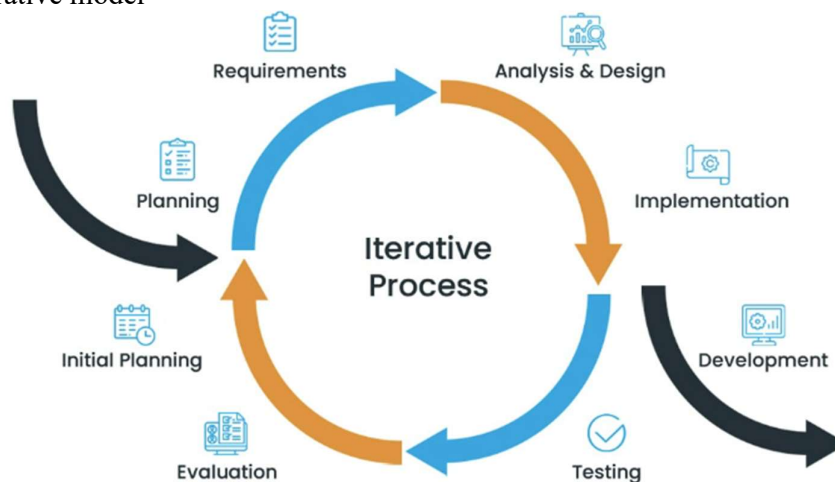 Requirements
Analysis & Design
Planning
Implementation
Iterative
Process
Initial Planning
Development
Evaluation
Testing